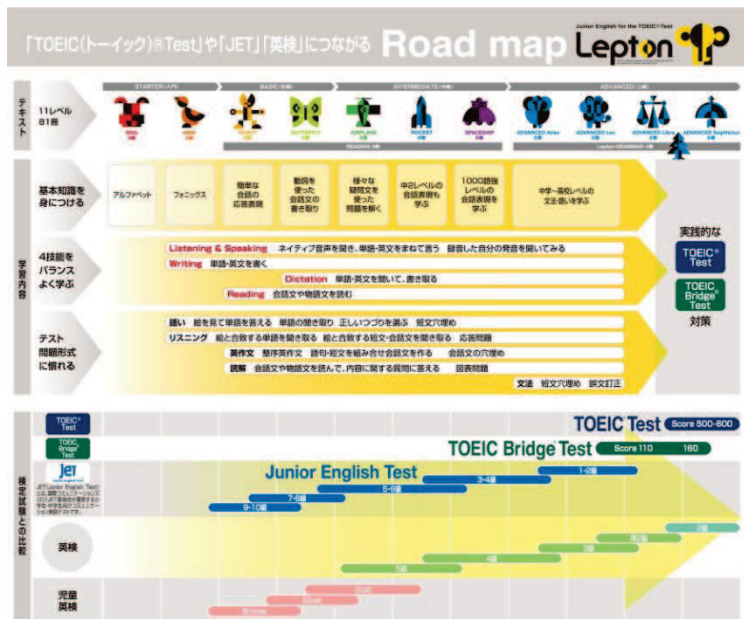 「TOEIC(トーイック)®Test」や「JET」「英検」につながる Road map
Junior English for the TOEIC®Test
Lepton
テキスト
11レベル
81冊
STARTER(入門)
BASIC(初級)
INTERMEDIATE(中級)
ADVANCED(上級)
BUTTERFLY
AIRPLANE
ROCKET
SPACESHIP
ADVANCED Aries
ADVANCED Leo
ADVANCED Libra
ADVANCED Sagittarius
学習内容
基本知識を
身につける
アルファベット
フォニックス
簡単な
会話の
応答表現
動詞を
使った
会話文の
書き取り
様々な
疑問文を
使った
問題を解く
中2レベルの
会話表現も
学ぶ
1000語強
レベルの
会話表現を
学ぶ
中学~高校レベルの
文法・語いを学ぶ
4技能を
バランス
よく学ぶ
Listening & Speaking ネイティブ音声を聞き、単語・英文をまねて言う 録音した自分の発音を聞いてみる
Writing 単語・英文を書く
Dictation 単語・英文を聞いて、書き取る
Reading 会話文や物語文を読む
テスト
問題形式
に慣れる
語い 絵を見て単語を答える 単語の聞き取り 正しいつづりを選ぶ 短文穴埋め
リスニング 絵と合致する単語を聞き取る 絵と合致する短文・会話文を聞き取る 応答問題
英作文 整序英作文 語句・短文を組み合せ会話文を作る 会話文の穴埋め
読解 会話文や物語文を読んで、内容に関する質問に答える 図表問題
文法 短文穴埋め 誤文訂正
実践的な
TOEIC®
Test
TOEIC
Bridge®
Test
対策
検定試験との比較
TOEIC®
Test
TOEIC Test Score 500-600
TOEIC
Bridge®
Test
TOEIC Bridge® Test Score 110 160
JET
Junior English Test
1-2級
3-4級
5-6級
7-8級
9-10級
英検
2級
準2級
3級
4級
5級
児童
英検
Gold
Silver
Bronze